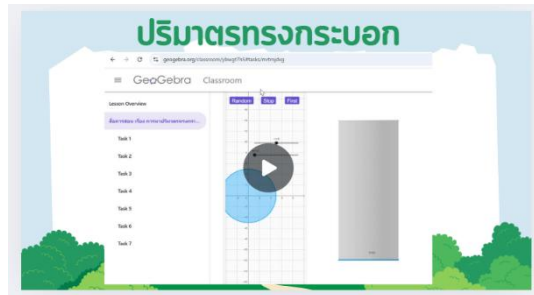 ปริมาตรทรงกระบอก
GeoGebra Classroom
Lesson Overview
Random Stop Final
Task 1
Task 2
Task 3
Task 4
Task 5
Task 6
Task 7